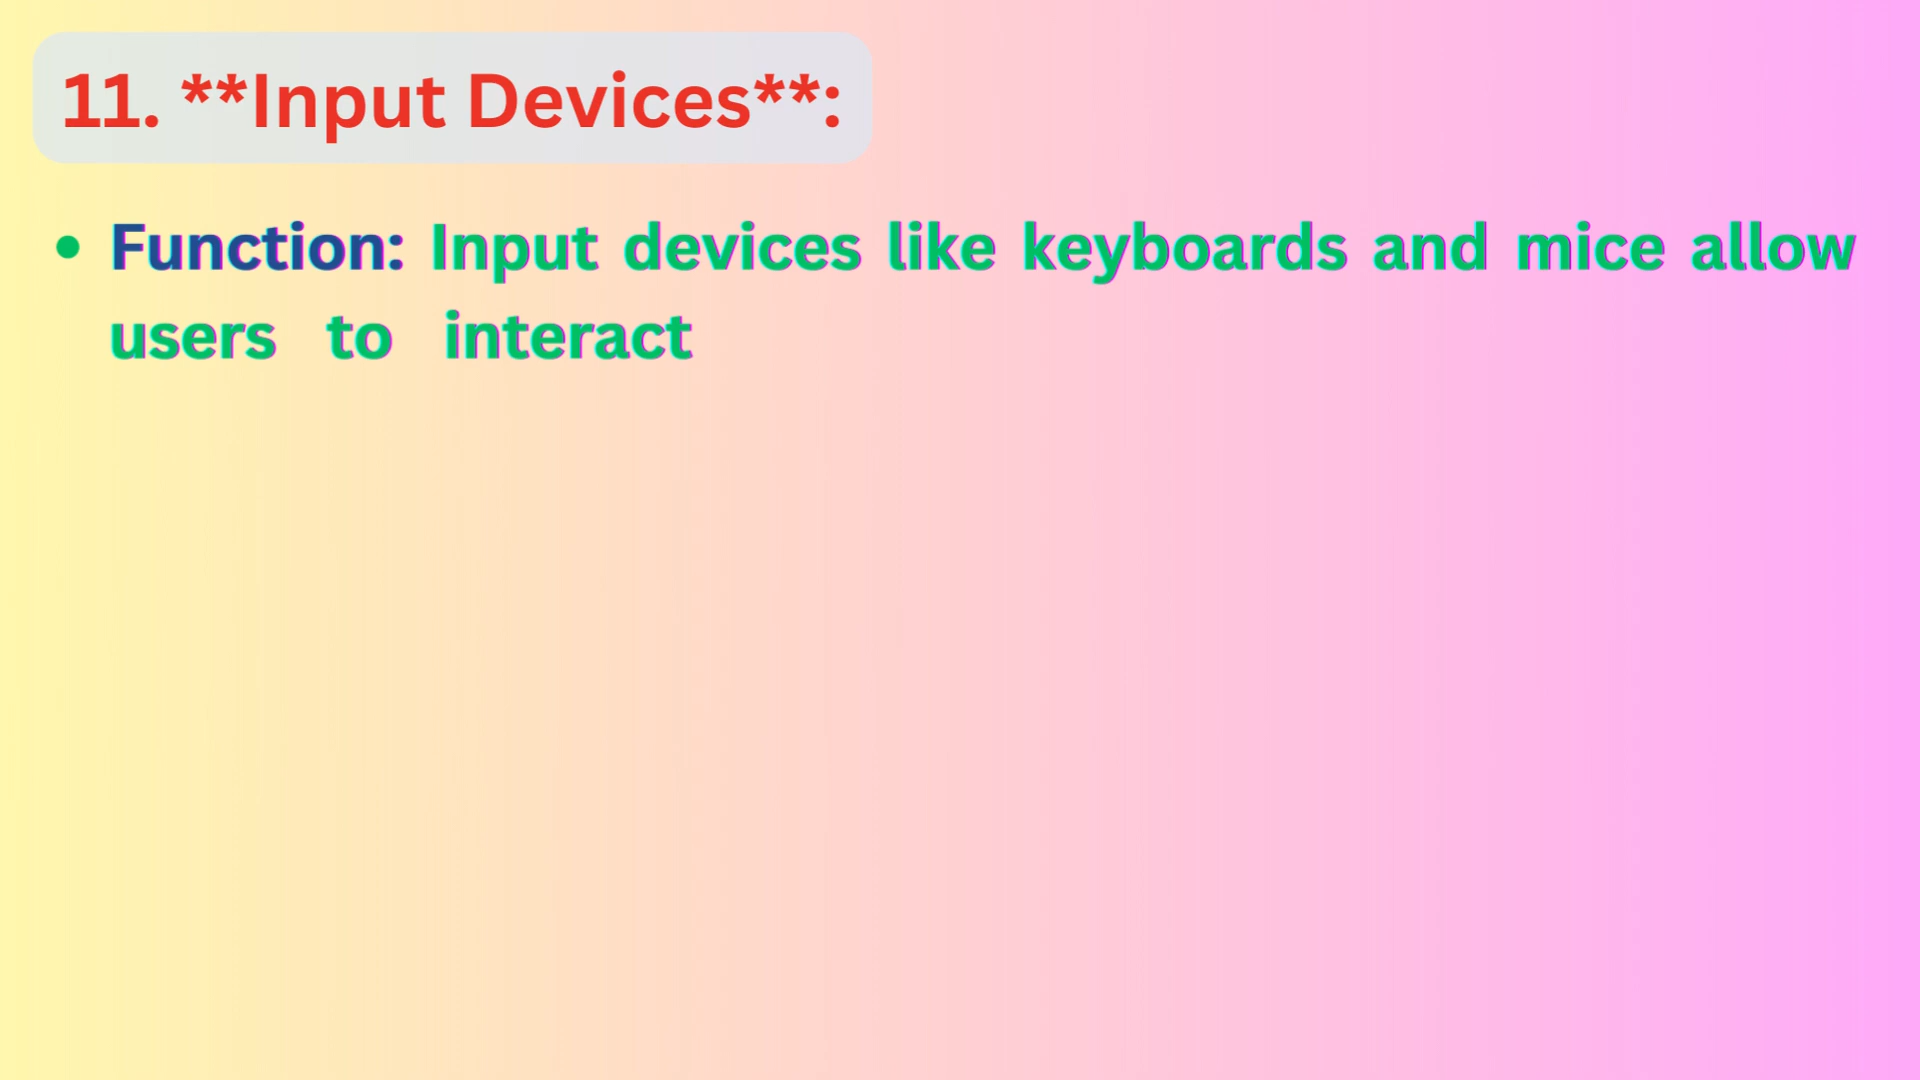 11. **Input Devices**:
• Function: Input devices like keyboards and mice allow
users to interact